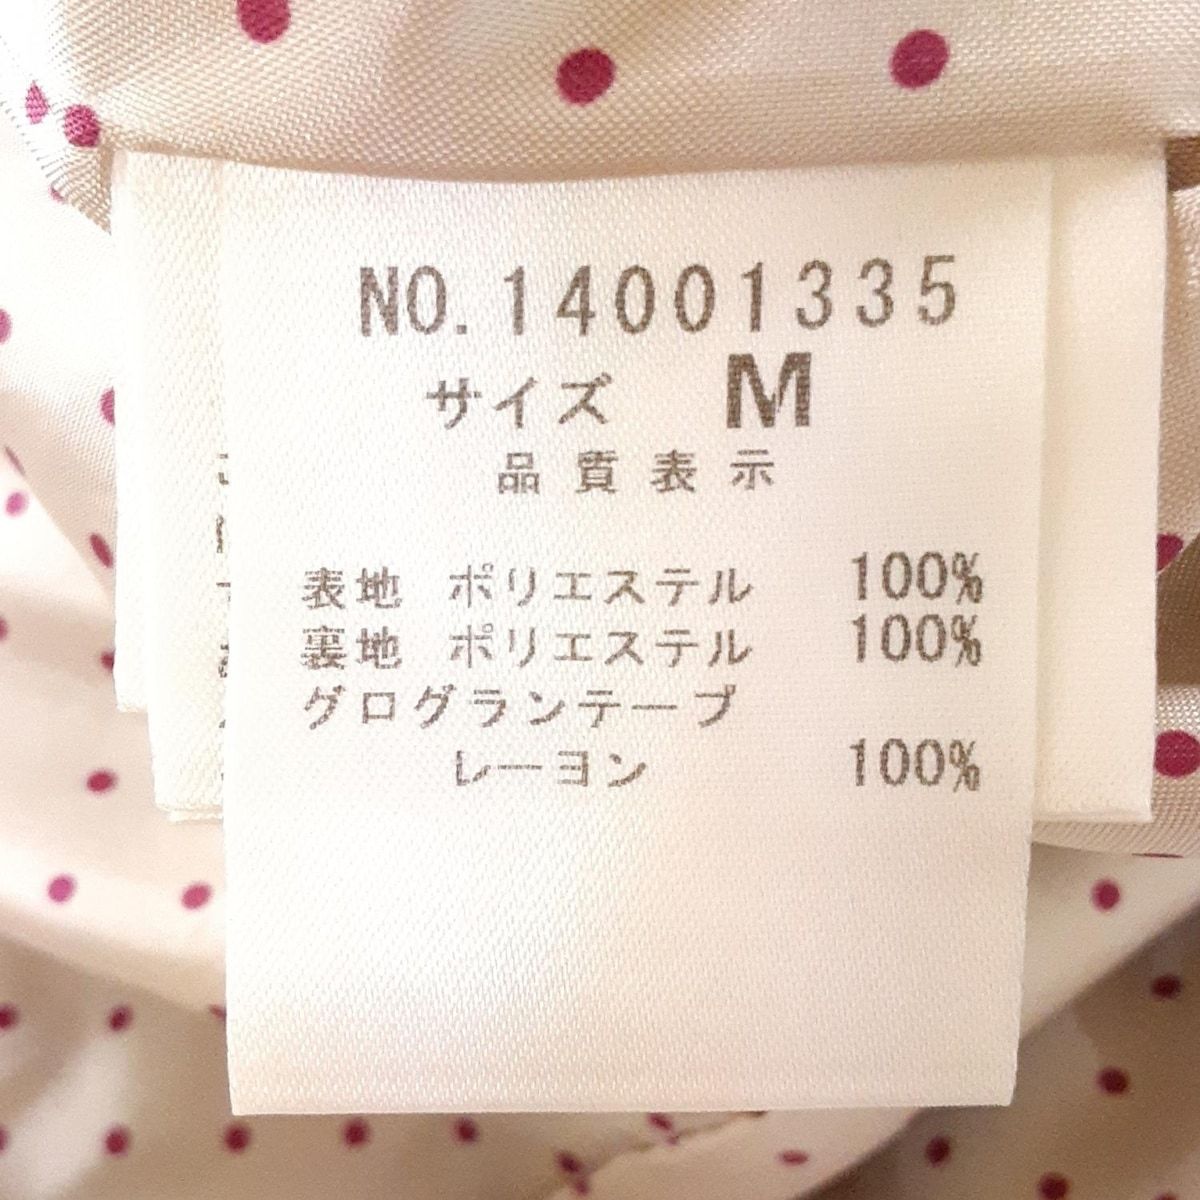 NO.14001335
サイズ M
品質表示
表地 ポリエステル 100%
裏地 ポリエステル 100%
グログランテープ
レーヨン 100%